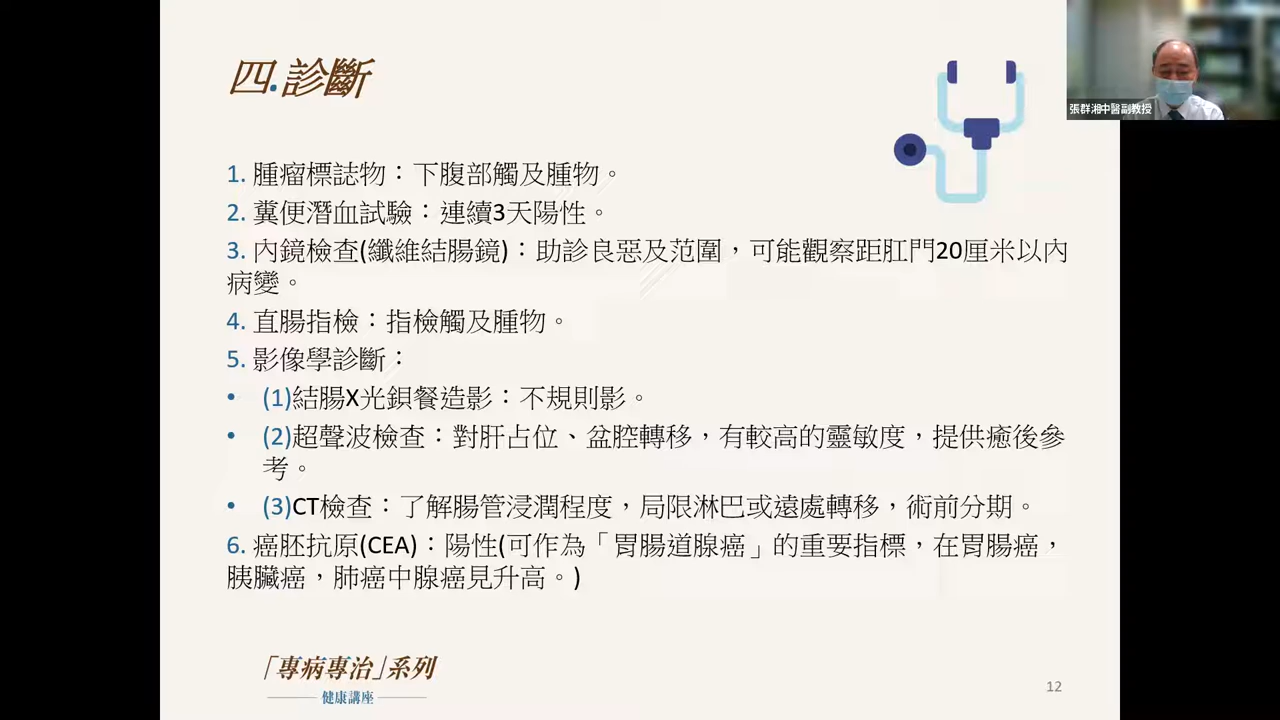 四.診斷
張群湘中醫副教授
1. 腫瘤標誌物：下腹部觸及腫物。
2. 糞便潛血試驗：連續3天陽性。
3. 內鏡檢查(纖維結腸鏡)：助診良惡及范圍，可能觀察距肛門20厘米以內
病變。
4. 直腸指檢：指檢觸及腫物。
5. 影像學診斷：
• (1)結腸X光鋇餐造影：不規則影。
• (2)超聲波檢查：對肝占位、盆腔轉移，有較高的靈敏度，提供癒後參
考。
• (3)CT檢查：了解腸管浸潤程度，局限淋巴或遠處轉移，術前分期。
6. 癌胚抗原(CEA)：陽性(可作為「胃腸道腺癌」的重要指標，在胃腸癌，
胰臟癌，肺癌中腺癌見升高。)
「專病專治」系列
健康講座
12